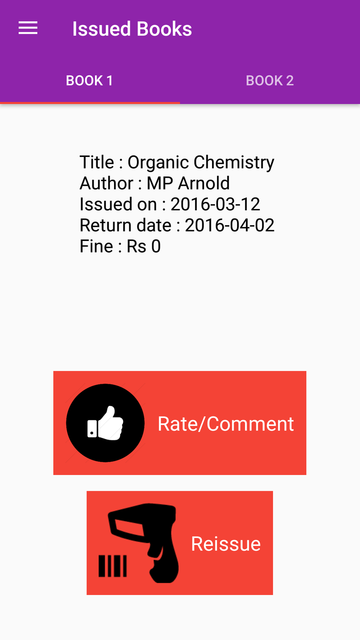 Issued Books
BOOK 1
BOOK 2
Title : Organic Chemistry
Author : MP Arnold
Issued on : 2016-03-12
Return date : 2016-04-02
Fine : Rs 0
Rate/Comment
Reissue